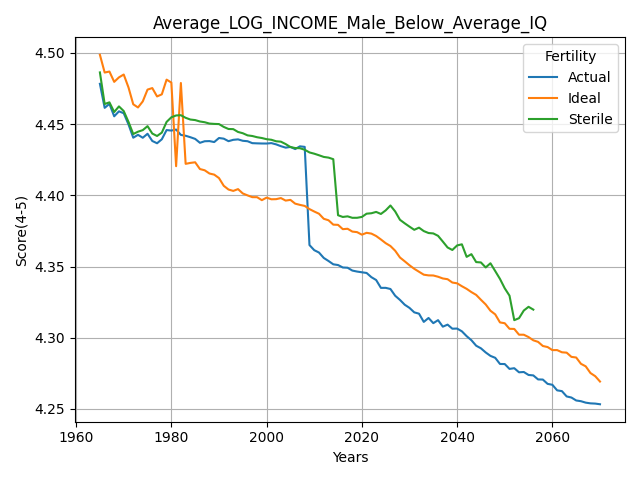 Average_LOG_INCOME_Male_Below_Average_IQ
Fertility
Actual
Ideal
Sterile
Score(4-5)
4.50
4.45
4.40
4.35
4.30
4.25
1960
1980
2000
2020
2040
2060
Years